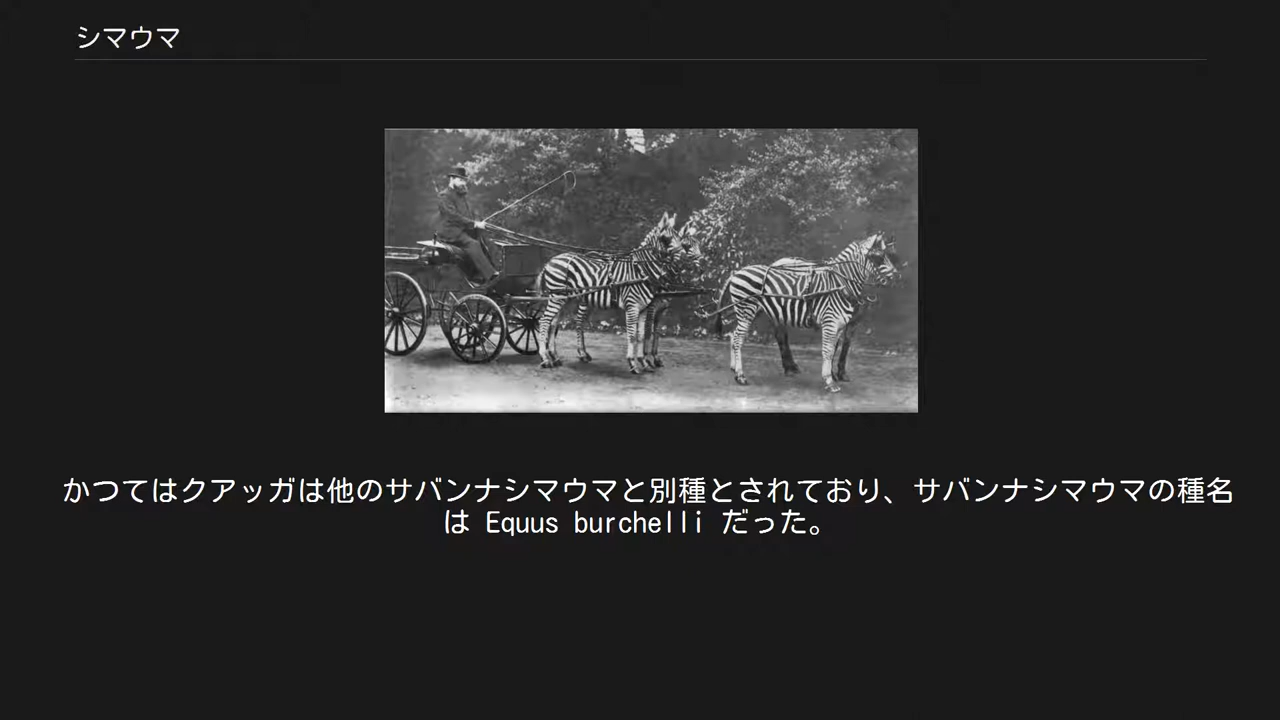 シマウマ
かつてはクアッガは他のサバンナシマウマと別種とされており、サバンナシマウマの種名
は Equus burchelli だった。